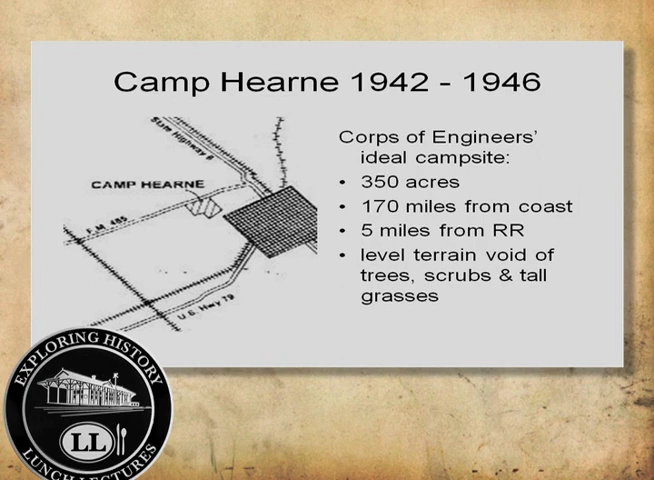 Camp Hearne 1942 - 1946
State Highway 6
CAMP HEARNE
F.M. 485
U.S. Hwy 79
Corps of Engineers'
ideal campsite:
• 350 acres
• 170 miles from coast
• 5 miles from RR
• level terrain void of
trees, scrubs & tall
grasses
EXPLORING HISTORY
LL
LUNCH LECTURES